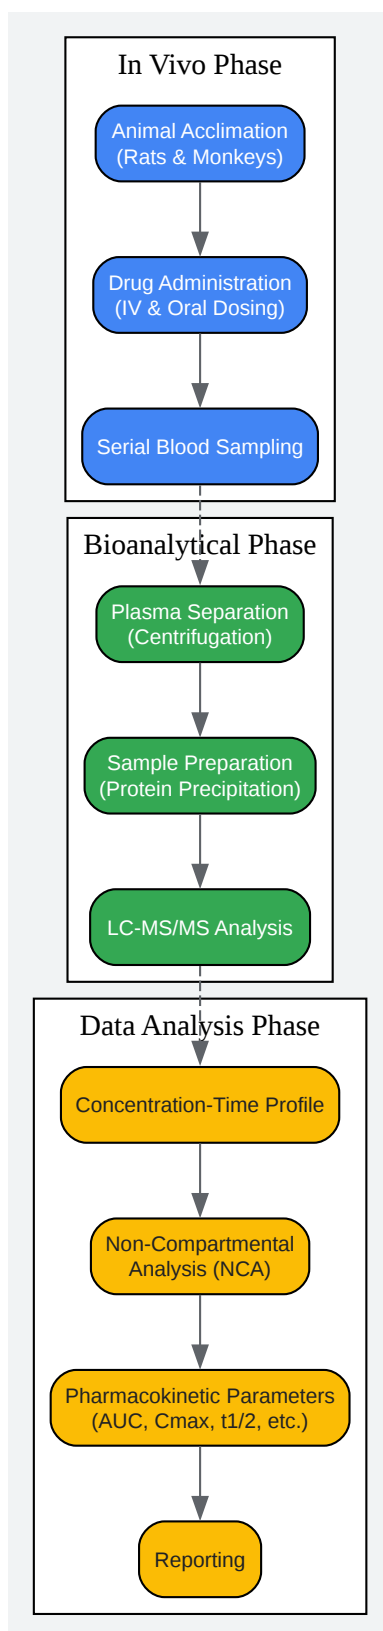 In Vivo Phase
Animal Acclimation
(Rats & Monkeys)
Drug Administration
(IV & Oral Dosing)
Serial Blood Sampling
Bioanalytical Phase
Plasma Separation
(Centrifugation)
Sample Preparation
(Protein Precipitation)
LC-MS/MS Analysis
Data Analysis Phase
Concentration-Time Profile
Non-Compartmental
Analysis (NCA)
Pharmacokinetic Parameters
(AUC, Cmax, t1/2, etc.)
Reporting